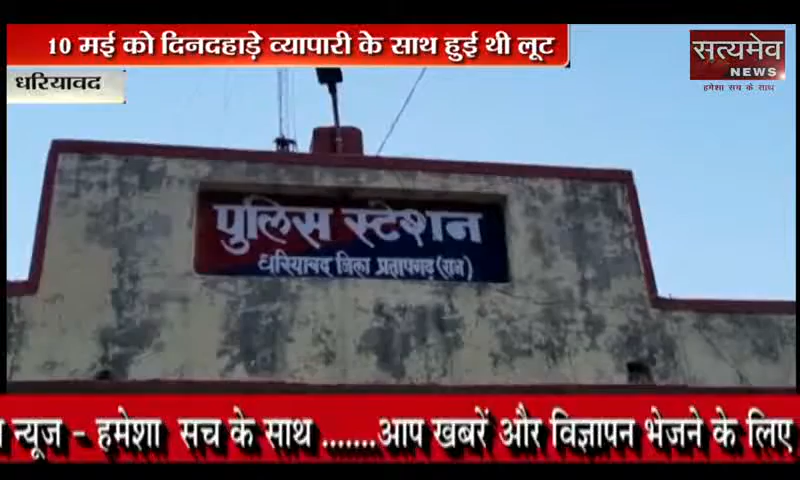 10 मई को दिनदहाड़े व्यापारी के साथ हुई थी लूट
सत्यमेव
NEWS
हमेशा सच के साथ
धरियावद
पुलिस स्टेशन
धरियावद जिला प्रतापगढ़ (राज)
न्यूज - हमेशा सच के साथ .......आप खबरें और विज्ञापन भेजने के लिए